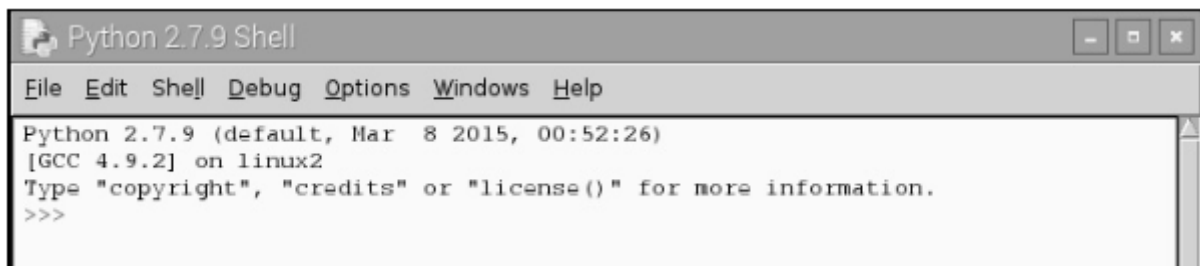 Python 2.7.9 Shell
File Edit Shell Debug Options Windows Help
Python 2.7.9 (default, Mar  8 2015, 00:52:26)
[GCC 4.9.2] on linux2
Type "copyright", "credits" or "license()" for more information.
>>>